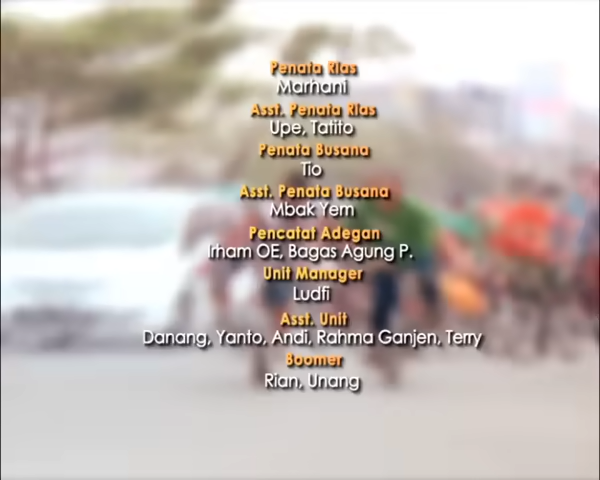 Penata Rias
Marhani
Asst. Penata Rias
Upe, Tatito
Penata Busana
Tio
Asst. Penata Busana
Mbak Yem
Pencatat Adegan
Irham OE, Bagas Agung P.
Unit Manager
Ludfi
Asst. Unit
Danang, Yanto, Andi, Rahma Ganjen, Terry
Boomer
Rian, Unang